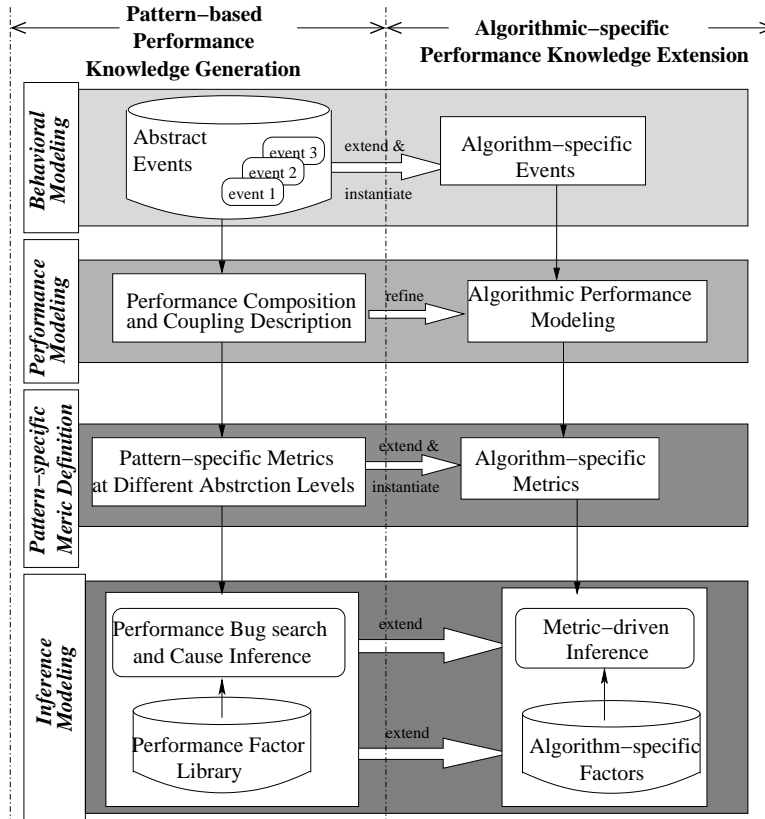 Pattern−based
Performance
Knowledge Generation
Algorithmic−specific
Performance Knowledge Extension
Behavioral
Modeling
Abstract
Events
event 3
event 2
event 1
extend &
instantiate
Algorithm−specific
Events
Performance
Modeling
Performance Composition
and Coupling Description
refine
Algorithmic Performance
Modeling
Pattern−specific
Meric Definition
Pattern−specific Metrics
at Different Abstrction Levels
extend &
instantiate
Algorithm−specific
Metrics
Inference
Modeling
Performance Bug search
and Cause Inference
extend
Metric−driven
Inference
Performance Factor
Library
extend
Algorithm−specific
Factors